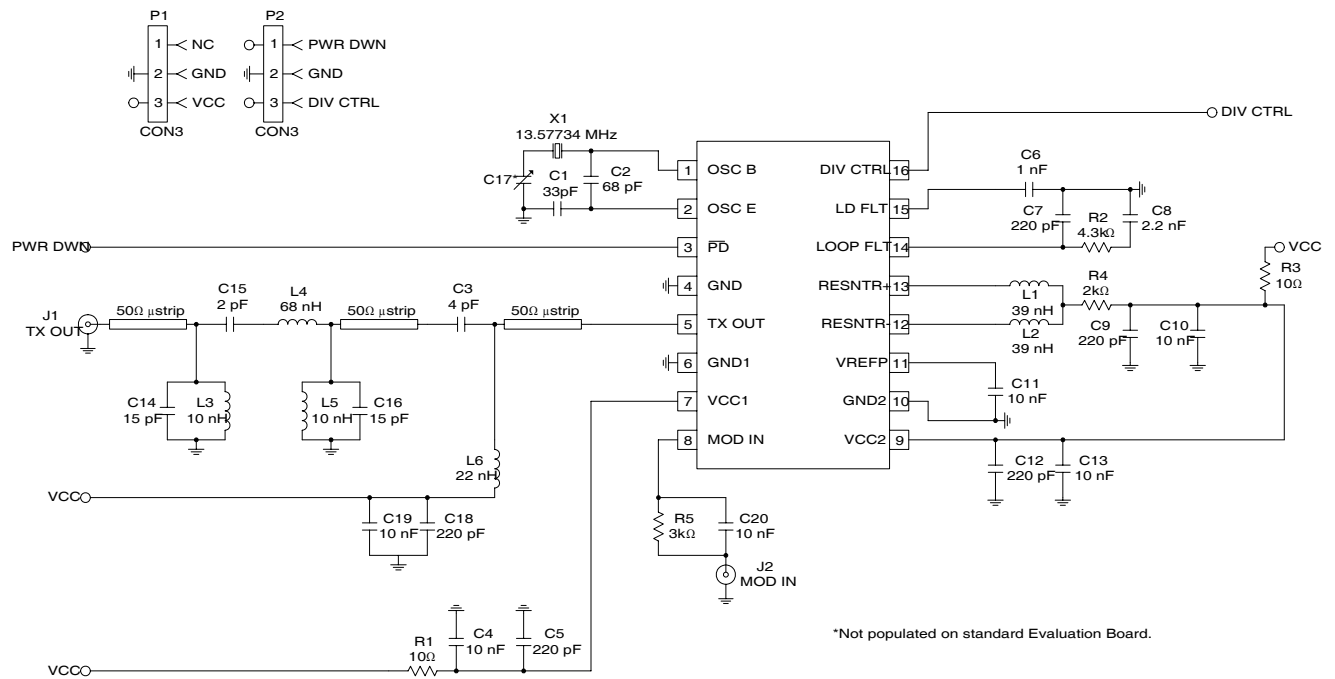 P1
1
NC
2
GND
3
VCC
CON3
P2
1
PWR DWN
2
GND
3
DIV CTRL
CON3
X1
13.57734 MHz
C17*
C1
33pF
C2
68 pF
DIV CTRL
1
OSC B
2
OSC E
3
PD
4
GND
5
TX OUT
6
GND1
7
VCC1
8
MOD IN
DIV CTRL
16
LD FLT
15
LOOP FLT
14
RESNTR+
13
RESNTR-
12
VREFP
11
GND2
10
VCC2
9
C6
1 nF
C7
220 pF
R2
4.3kΩ
C8
2.2 nF
PWR DWN
VCC
R3
10Ω
L1
39 nH
L2
39 nH
R4
2kΩ
C9
220 pF
C10
10 nF
J1
TX OUT
50Ω µstrip
C15
2 pF
L4
68 nH
50Ω µstrip
C3
4 pF
50Ω µstrip
C14
15 pF
L3
10 nH
L5
10 nH
C16
15 pF
C11
10 nF
L6
22 nH
C12
220 pF
C13
10 nF
VCC
C19
10 nF
C18
220 pF
R5
3kΩ
C20
10 nF
J2
MOD IN
VCC
R1
10Ω
C4
10 nF
C5
220 pF
*Not populated on standard Evaluation Board.